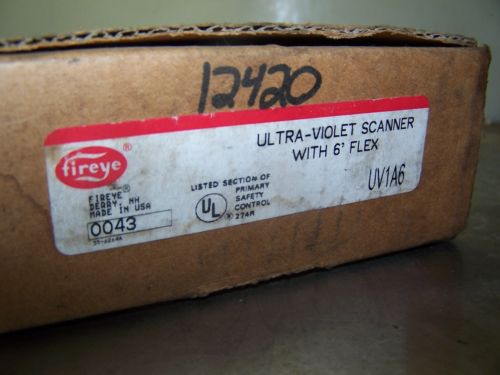 12420
fireye ®
ULTRA-VIOLET SCANNER
WITH 6' FLEX
UV1A6
FIREYE ®
DERRY, NH
MADE IN USA
0043
LISTED SECTION OF
PRIMARY
SAFETY
CONTROL
274R
UL ®